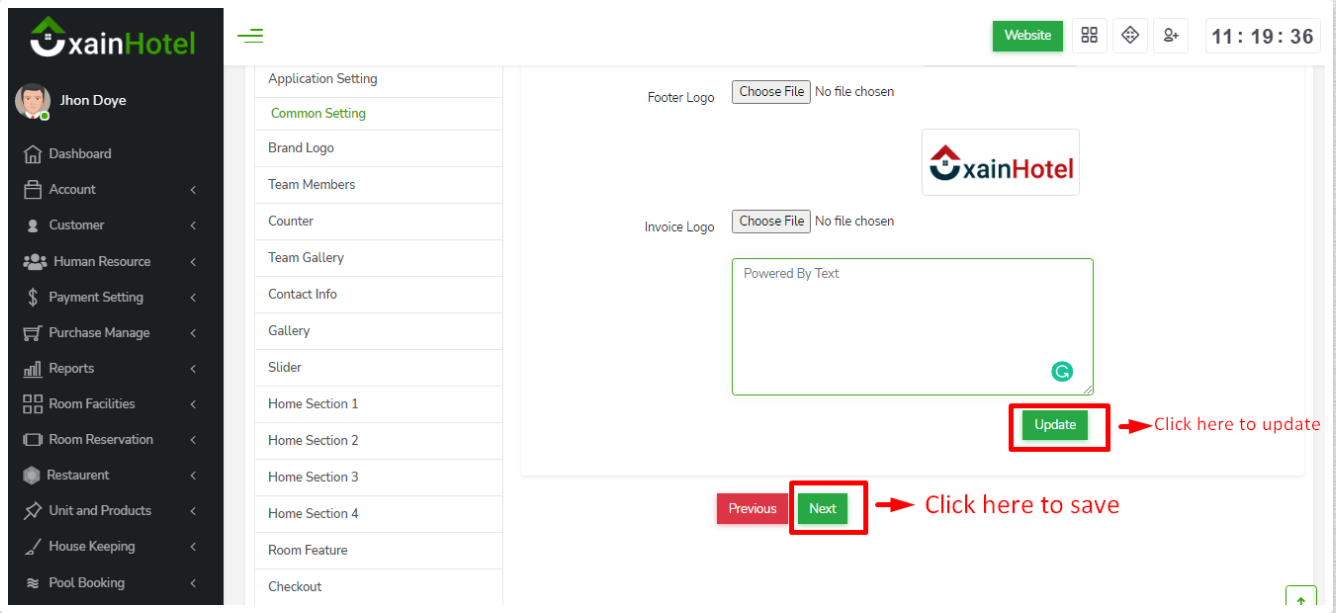 xainHotel
Website
11 : 19 : 36
Jhon Doye
Dashboard
Account
Customer
Human Resource
Payment Setting
Purchase Manage
Reports
Room Facilities
Room Reservation
Restaurent
Unit and Products
House Keeping
Pool Booking
Application Setting
Common Setting
Brand Logo
Team Members
Counter
Team Gallery
Contact Info
Gallery
Slider
Home Section 1
Home Section 2
Home Section 3
Home Section 4
Room Feature
Checkout
Footer Logo Choose File No file chosen
xainHotel
Invoice Logo Choose File No file chosen
Powered By Text
Update Click here to update
Previous Next Click here to save